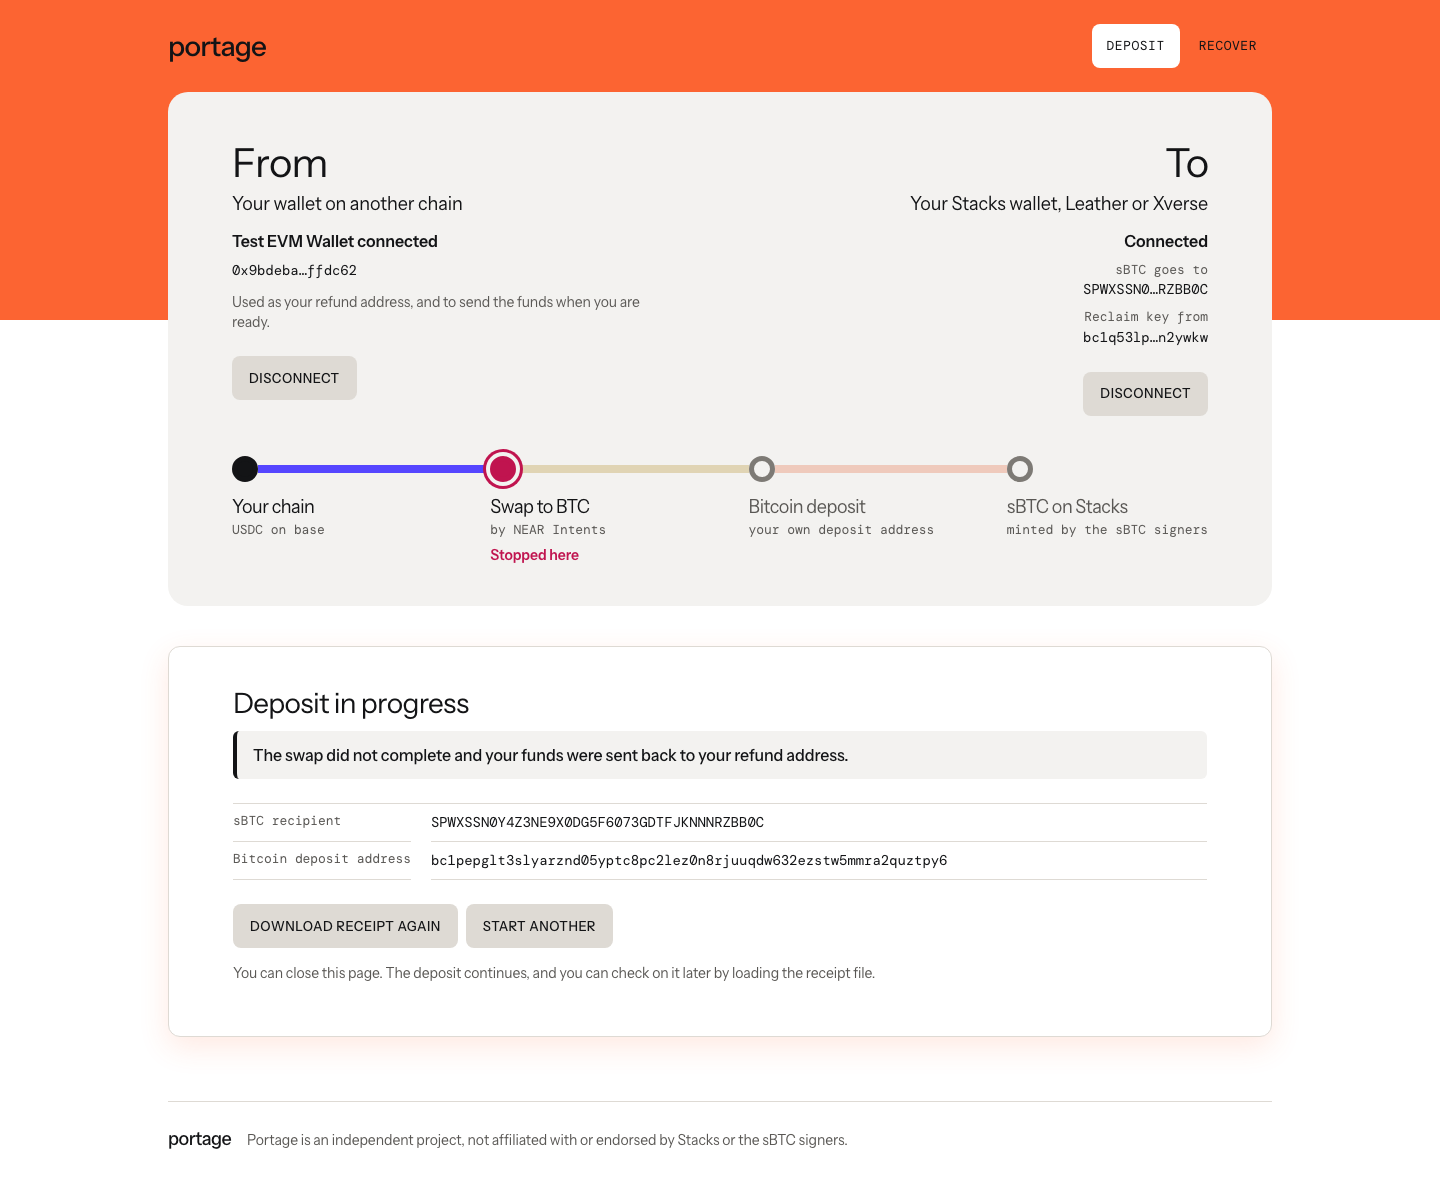 portage
DEPOSIT
RECOVER
From
Your wallet on another chain
Test EVM Wallet connected
0x9bdeba…ffdc62
Used as your refund address, and to send the funds when you are
ready.
DISCONNECT
To
Your Stacks wallet, Leather or Xverse
Connected
sBTC goes to
SPWXSSN0…RZBB0C
Reclaim key from
bc1q53lp…n2ywkw
DISCONNECT
Your chain
USDC on base
Swap to BTC
by NEAR Intents
Stopped here
Bitcoin deposit
your own deposit address
sBTC on Stacks
minted by the sBTC signers
Deposit in progress
The swap did not complete and your funds were sent back to your refund address.
sBTC recipient
SPWXSSN0Y4Z3NE9X0DG5F6073GDTFJKNNNRZBB0C
Bitcoin deposit address
bc1pepglt3slyarznd05yptc8pc2lez0n8rjuuqdw632ezstw5mmra2quztpy6
DOWNLOAD RECEIPT AGAIN
START ANOTHER
You can close this page. The deposit continues, and you can check on it later by loading the receipt file.
portage
Portage is an independent project, not affiliated with or endorsed by Stacks or the sBTC signers.